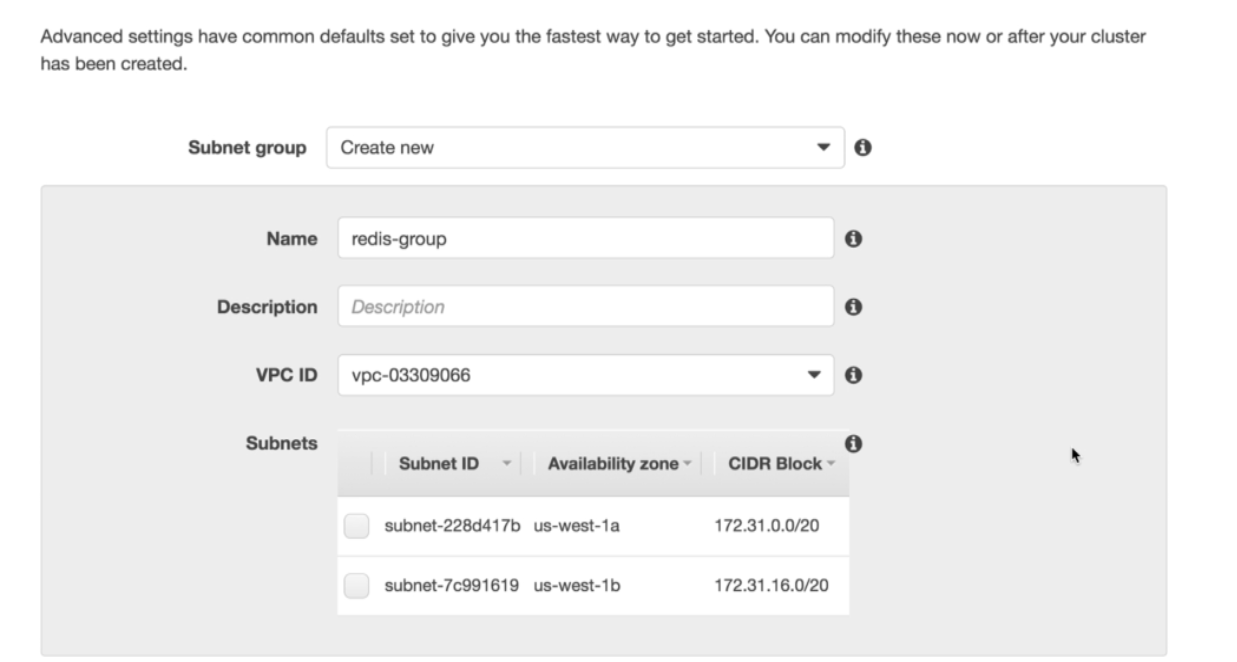 Advanced settings have common defaults set to give you the fastest way to get started. You can modify these now or after your cluster
has been created.
Subnet group Create new
Name redis-group
Description Description
VPC ID vpc-03309066
Subnets
Subnet ID Availability zone CIDR Block
subnet-228d417b us-west-1a 172.31.0.0/20
subnet-7c991619 us-west-1b 172.31.16.0/20